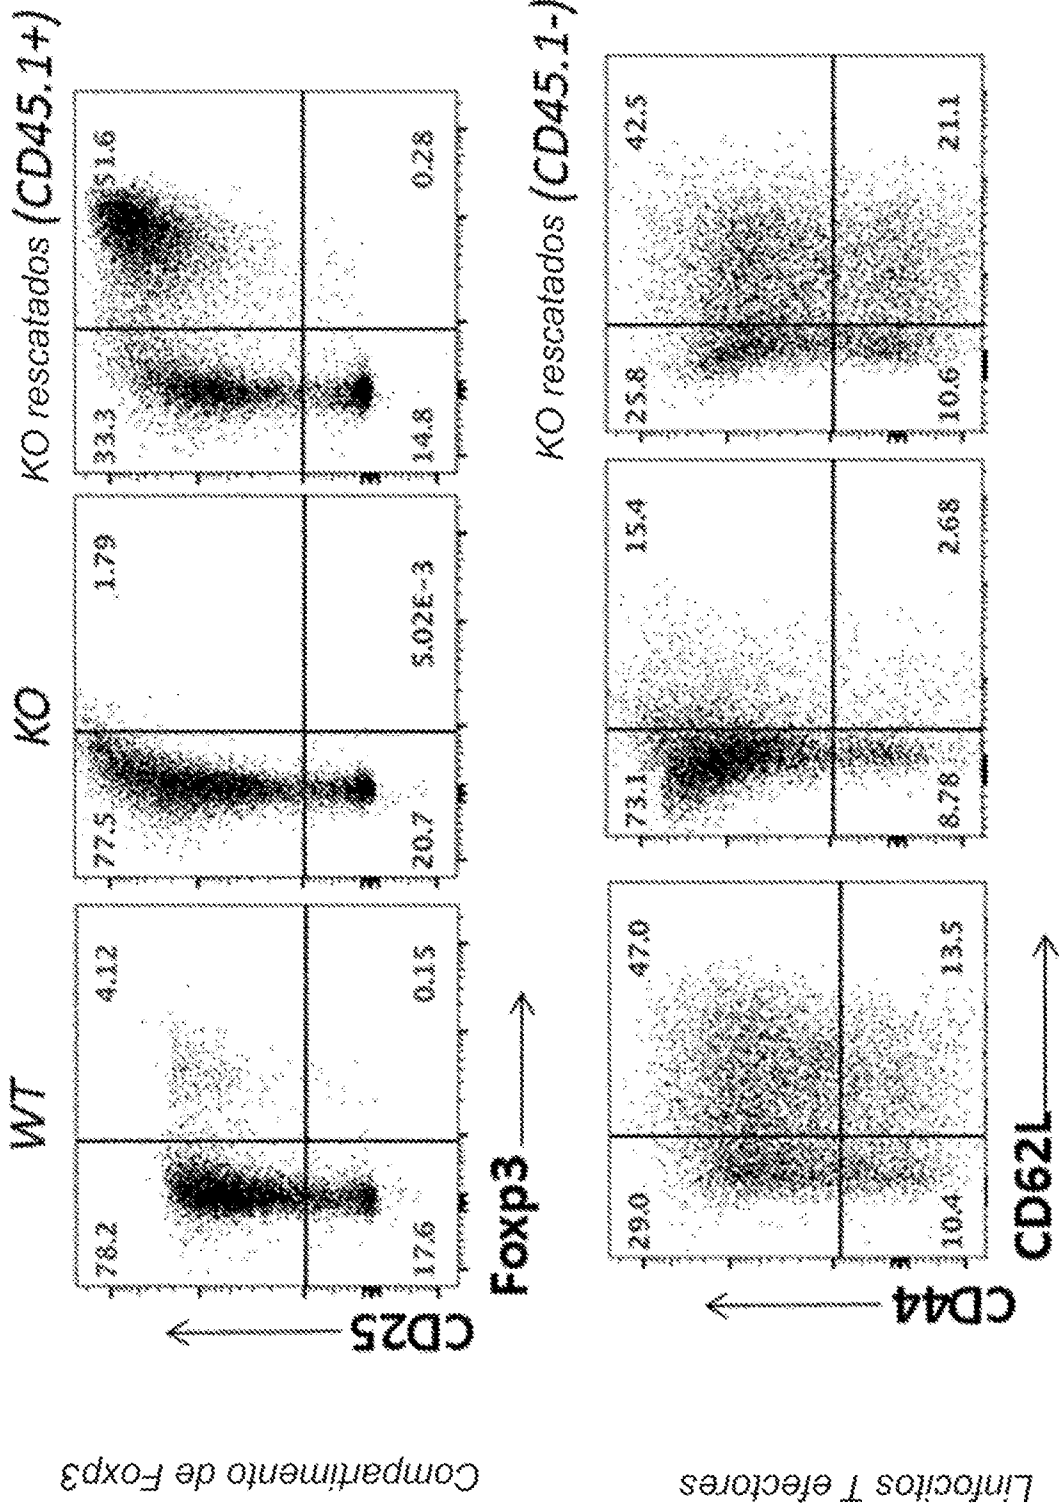 WT
KO
KO rescatados (CD45.1+)
Compartimento de Foxp3
CD25
78.2
4.12
17.6
0.15
77.5
1.79
20.7
5.02E-3
33.3
51.6
14.8
0.28
Foxp3
KO rescatados (CD45.1-)
Linfocitos T efectores
CD44
29.0
47.0
10.4
13.5
73.1
15.4
8.78
2.68
25.8
42.5
10.6
21.1
CD62L